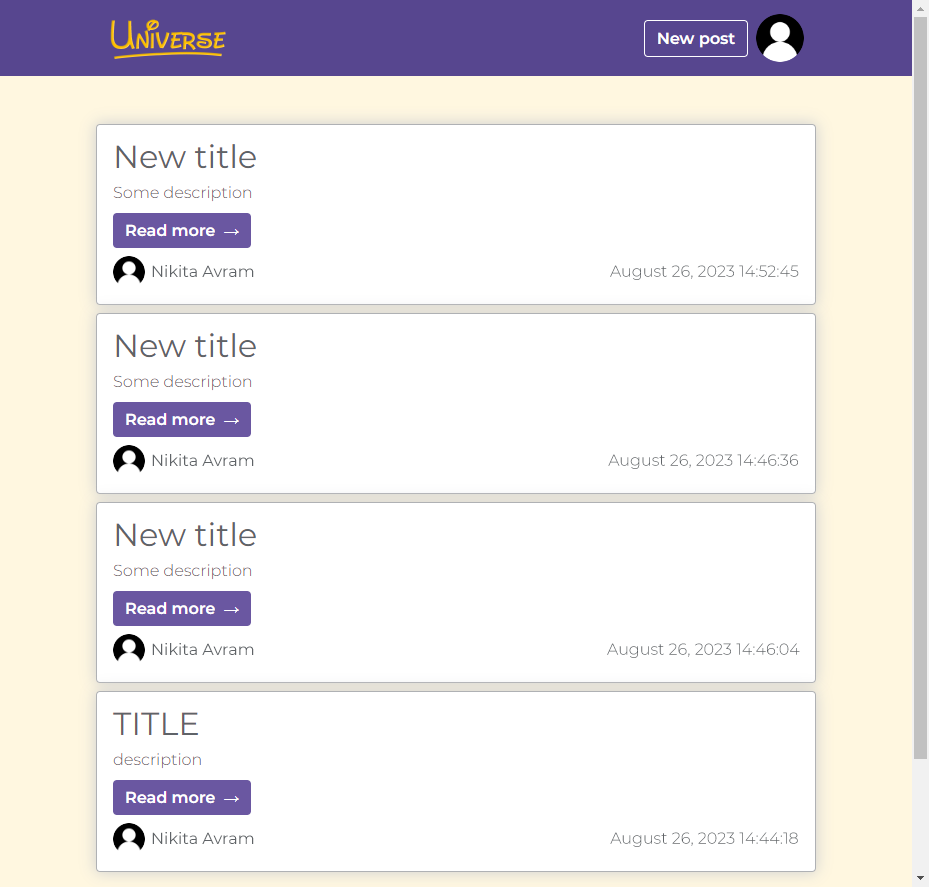 Universe
New post
New title
Some description
Read more →
Nikita Avram August 26, 2023 14:52:45
New title
Some description
Read more →
Nikita Avram August 26, 2023 14:46:36
New title
Some description
Read more →
Nikita Avram August 26, 2023 14:46:04
TITLE
description
Read more →
Nikita Avram August 26, 2023 14:44:18